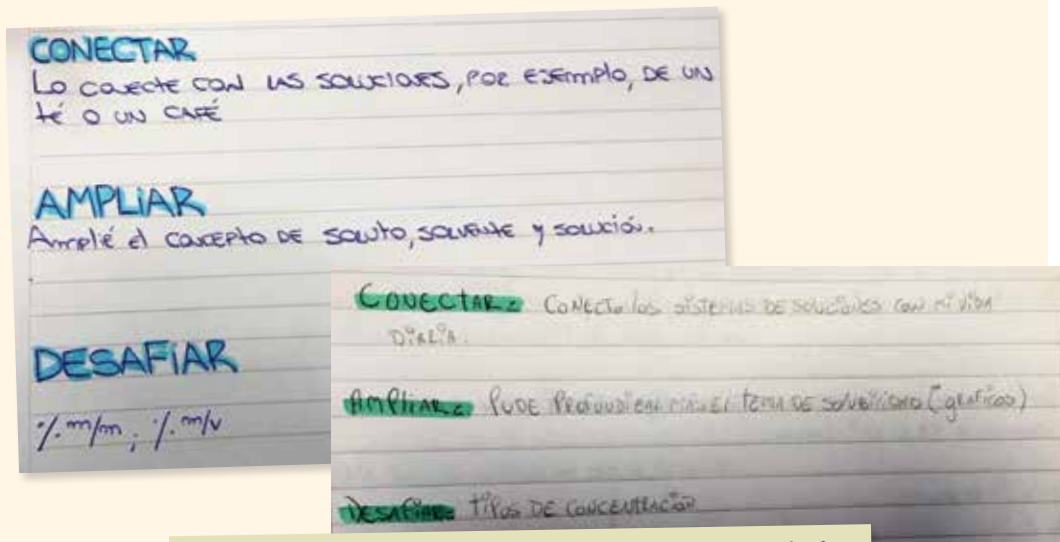 CONECTAR
Lo conecte con las soluciones, por ejemplo, de un
té o un café
AMPLIAR
Amplié el concepto de soluto, solvente y solución.
DESAFIAR
%m/m; %m/v
Conectar: Conecto los sistemas de soluciones con mi vida
diaria.
Ampliar: Pude profundizar más el tema de solubilidad (graficos)
Desafiar: tipos de concentración